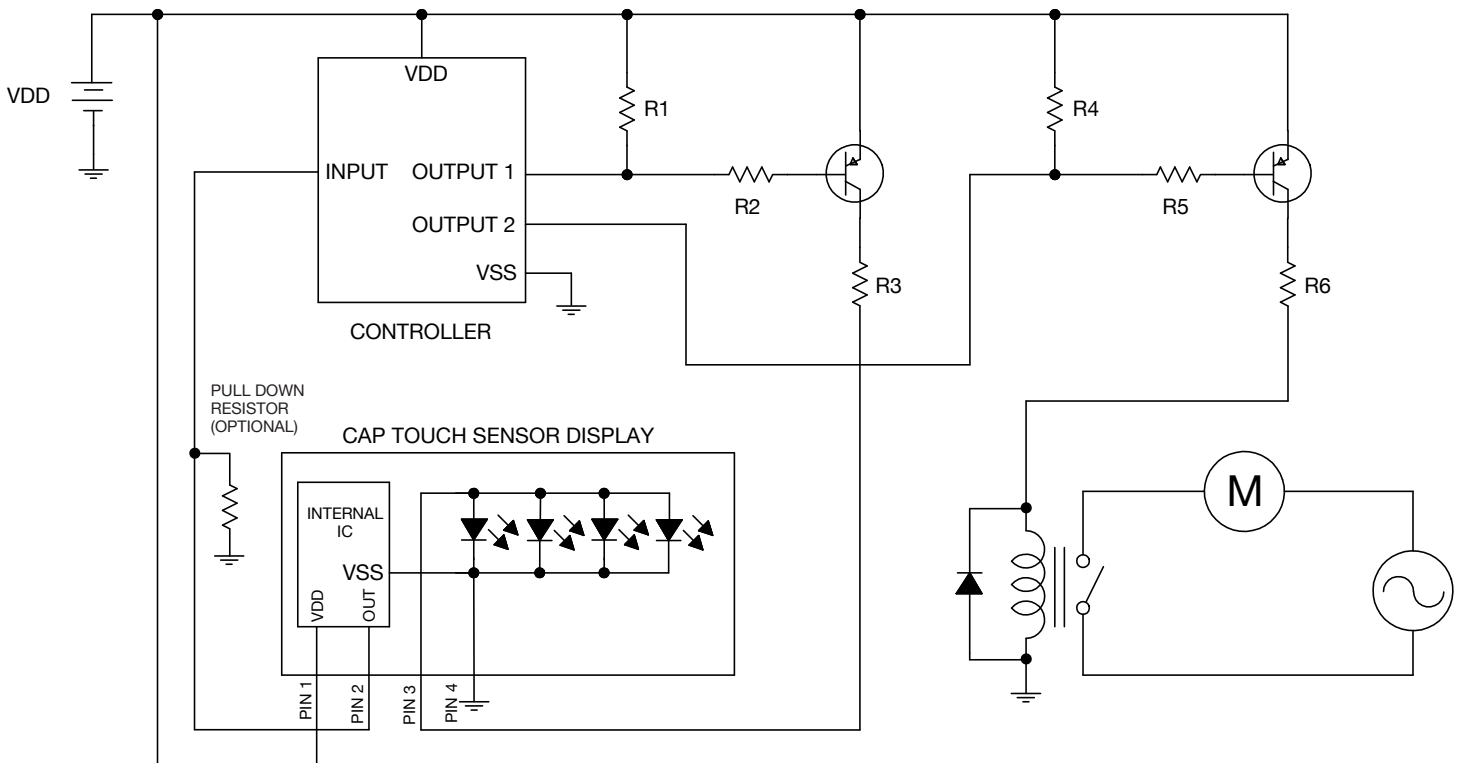 VDD
VDD
R1
R4
INPUT
OUTPUT 1
R2
R5
OUTPUT 2
VSS
R3
R6
CONTROLLER
PULL DOWN
RESISTOR
(OPTIONAL)
CAP TOUCH SENSOR DISPLAY
INTERNAL
IC
VSS
VDD
OUT
M
PIN 1
PIN 2
PIN 3
PIN 4